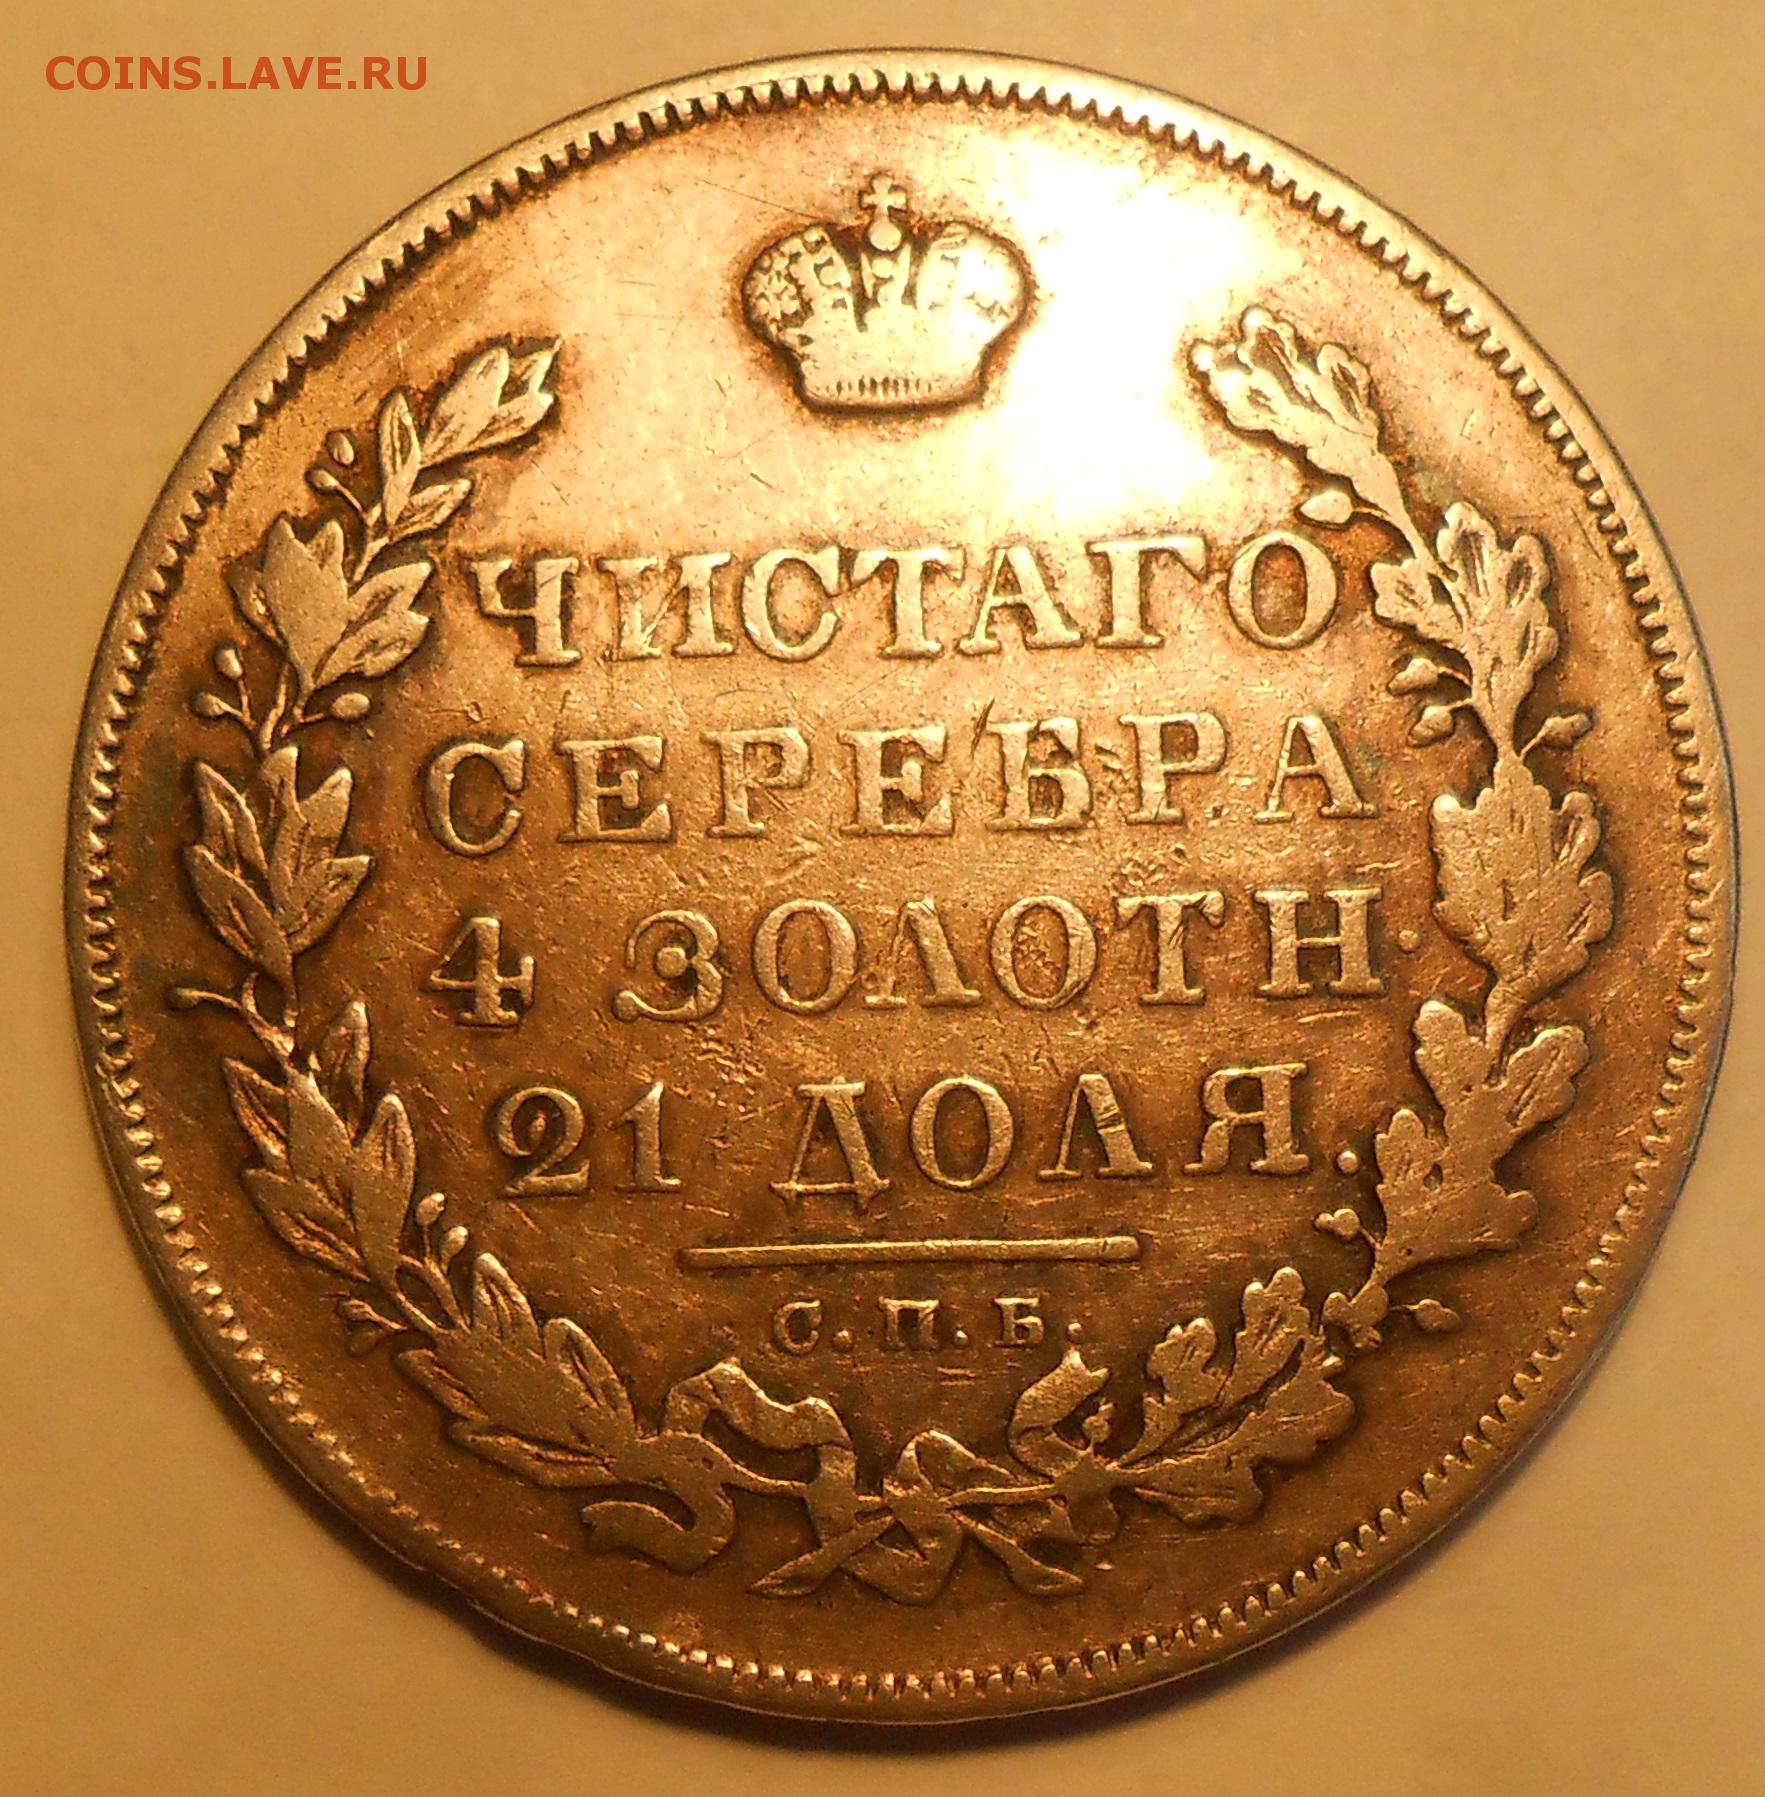 COINS.LAVE.RU
ЧИСТАГО
СЕРЕБРА
4 ЗОЛОТН.
21 ДОЛЯ.
С. П. Б.